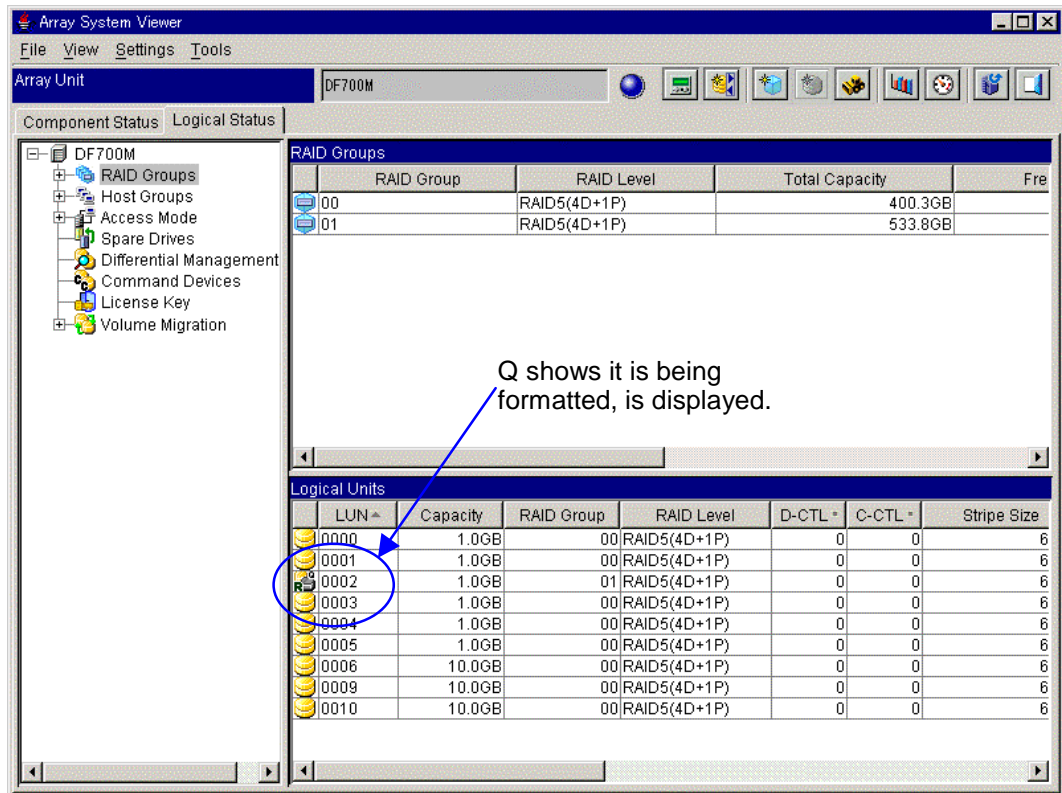 Array System Viewer
File View Settings Tools
Array Unit DF700M
Component Status Logical Status
DF700M
RAID Groups
Host Groups
Access Mode
Spare Drives
Differential Management
Command Devices
License Key
Volume Migration
RAID Groups
RAID Group RAID Level Total Capacity Fre
00 RAID5(4D+1P) 400.3GB
01 RAID5(4D+1P) 533.8GB
Q shows it is being
formatted, is displayed.
Logical Units
LUN Capacity RAID Group RAID Level D-CTL * C-CTL * Stripe Size
0000 1.0GB 00 RAID5(4D+1P) 0 0 6
0001 1.0GB 00 RAID5(4D+1P) 0 0 6
0002 1.0GB 01 RAID5(4D+1P) 0 0 6
0003 1.0GB 00 RAID5(4D+1P) 0 0 6
0004 1.0GB 00 RAID5(4D+1P) 0 0 6
0005 1.0GB 00 RAID5(4D+1P) 0 0 6
0006 10.0GB 00 RAID5(4D+1P) 0 0 6
0009 10.0GB 00 RAID5(4D+1P) 0 0 6
0010 10.0GB 00 RAID5(4D+1P) 0 0 6